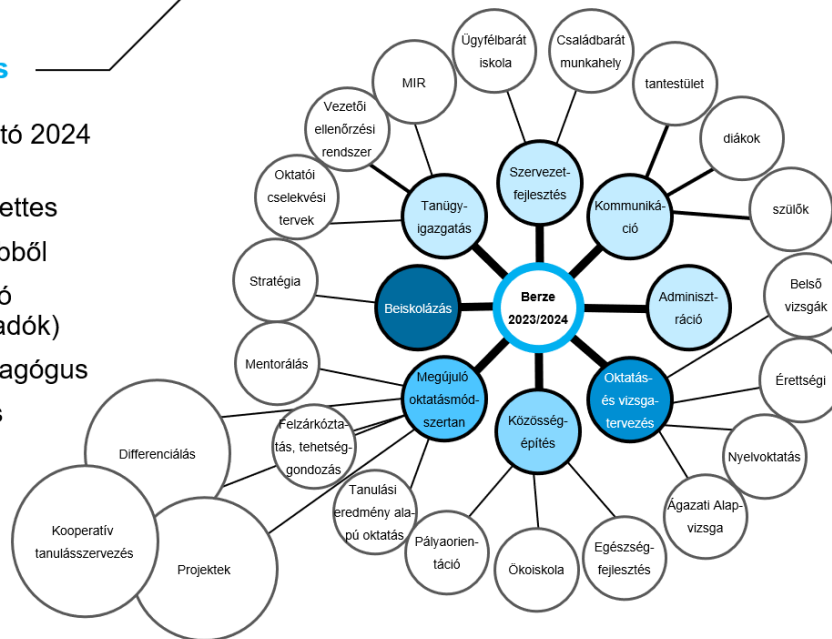 s
tó 2024
ettes
bből
ó
adók)
agógus
s
Ügyfélbarát
iskola
Családbarát
munkahely
MIR
tantestület
Vezetői
ellenőrzési
rendszer
diákok
Oktatói
cselekvési
tervek
Szervezet-
fejlesztés
Tanügy-
igazgatás
Kommuniká-
ció
szülők
Stratégia
Beiskolázás
Berze
2023/2024
Adminiszt-
ráció
Belső
vizsgák
Mentorálás
Megújuló
oktatásmód-
szertan
Közösség-
építés
Oktatás-
és vizsga-
tervezés
Érettségi
Differenciálás
Felzárkózta-
tás, tehetség-
gondozás
Nyelvoktatás
Tanulási
eredmény ala-
pú oktatás
Ágazati Alap-
vizsga
Kooperatív
tanulásszervezés
Projektek
Pályaorien-
táció
Ökoiskola
Egészség-
fejlesztés